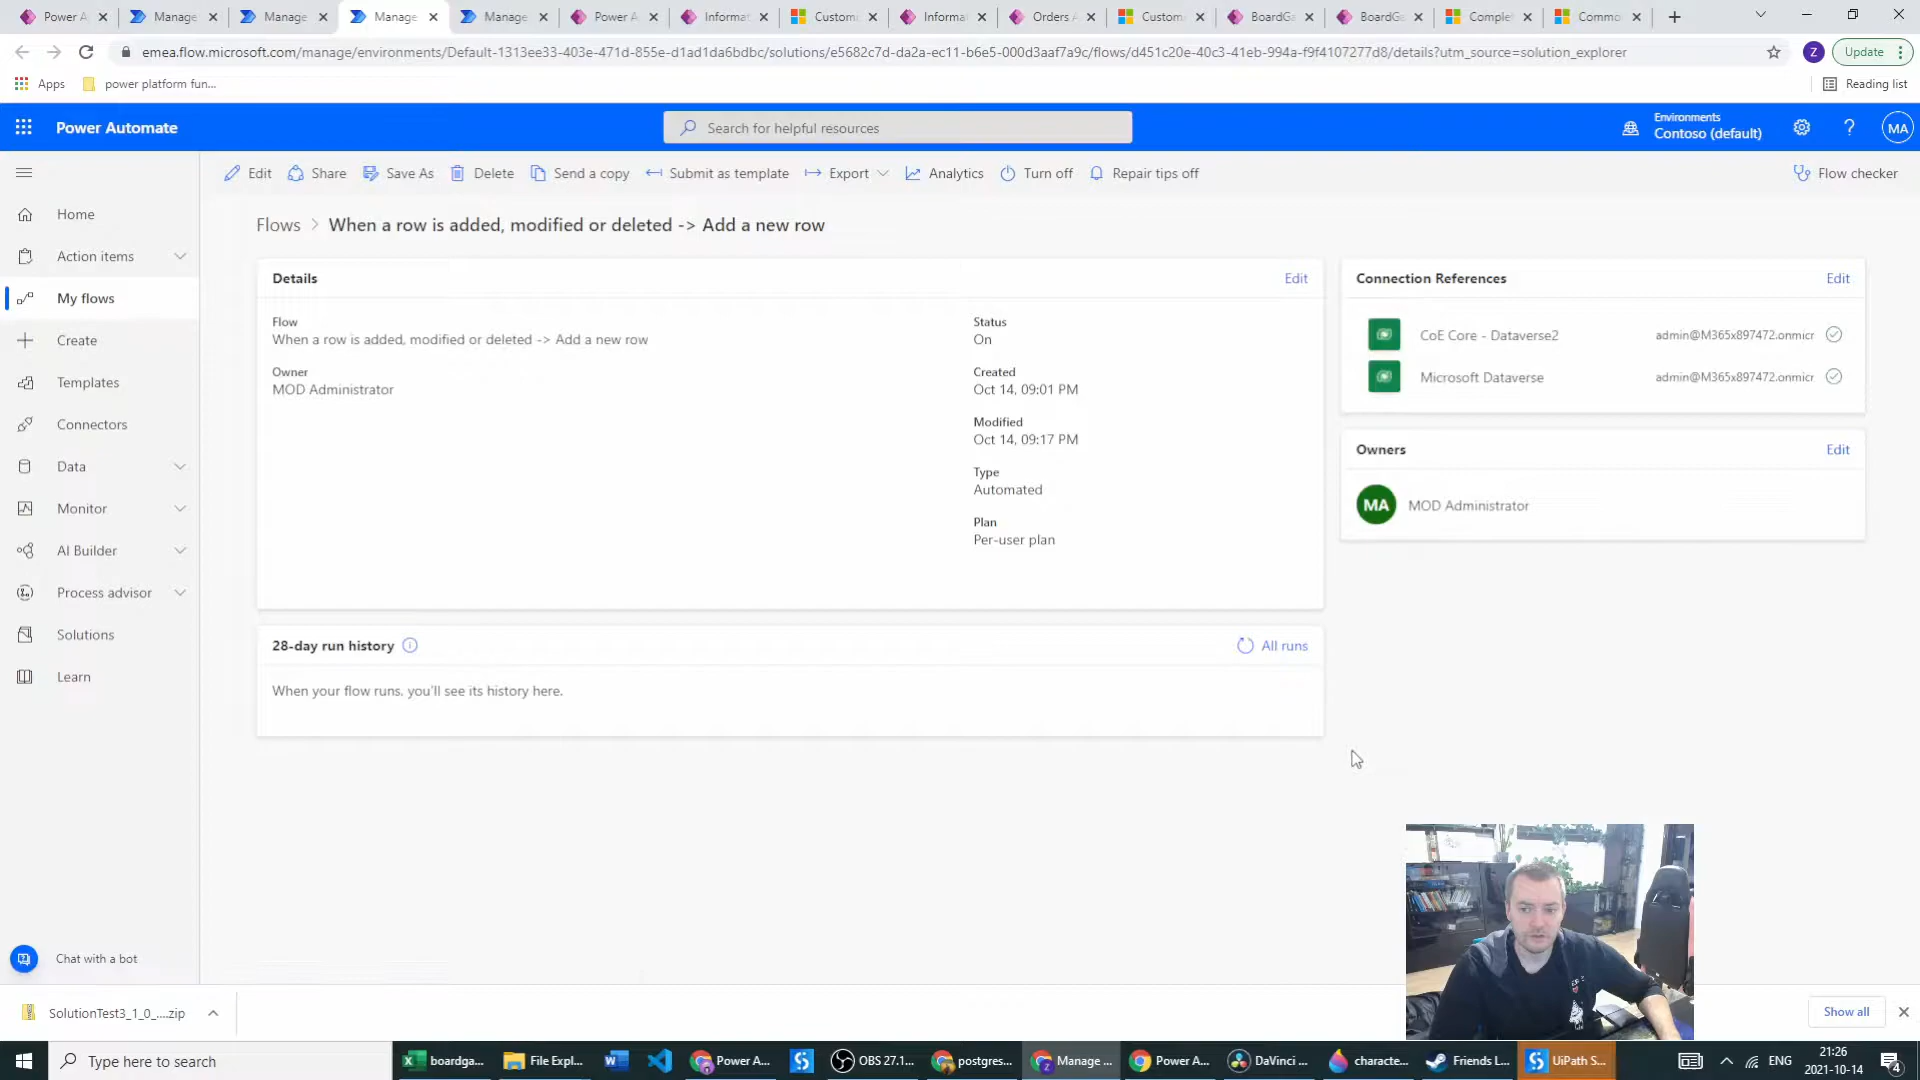 Power A
Manage
Manage
Manage
Manage
Power A
Informat
Custom
Informat
Orders
Custom
BoardGa
BoardGa
Comple
Commo
emea.flow.microsoft.com/manage/environments/Default-1313ee33-403e-471d-855e-d1ad1da6bdbc/solutions/e5682c7d-da2a-ec11-b6e5-000d3aaf7a9c/flows/d451c20e-40c3-41eb-994a-f9f4107277d8/details?utm_source=solution_explorer
Z
Update
Apps
power platform fun...
Reading list
Power Automate
Search for helpful resources
Environments
Contoso (default)
?
MA
Edit
Share
Save As
Delete
Send a copy
Submit as template
Export
Analytics
Turn off
Repair tips off
Flow checker
Home
Action items
My flows
Create
Templates
Connectors
Data
Monitor
AI Builder
Process advisor
Solutions
Learn
Chat with a bot
Flows > When a row is added, modified or deleted -> Add a new row
Details
Edit
Flow
When a row is added, modified or deleted -> Add a new row
Owner
MOD Administrator
Status
On
Created
Oct 14, 09:01 PM
Modified
Oct 14, 09:17 PM
Type
Automated
Plan
Per-user plan
28-day run history
All runs
When your flow runs, you'll see its history here.
Connection References
Edit
CoE Core - Dataverse2
admin@M365x897472.onmicr
Microsoft Dataverse
admin@M365x897472.onmicr
Owners
Edit
MA
MOD Administrator
SolutionTest3_1_0_....zip
Show all
Type here to search
boardga...
File Expl...
Power A...
OBS 27.1...
postgres...
Manage ...
Power A...
DaVinci ...
characte...
Friends L...
UiPath S...
ENG
21:26
2021-10-14
4